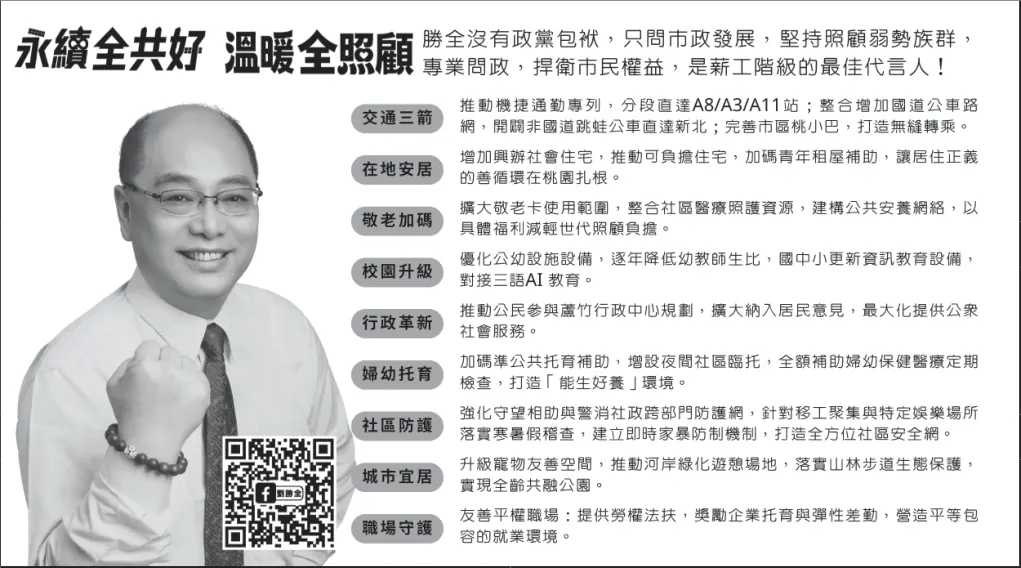 永續全共好 溫暖全照顧
勝全沒有政黨包袱，只問市政發展，堅持照顧弱勢族群，
專業問政，捍衛市民權益，是薪工階級的最佳代言人！
交通三箭
推動機捷通勤專列，分段直達A8/A3/A11站；整合增加國道公車路
網，開闢非國道跳蛙公車直達新北；完善市區桃小巴，打造無縫轉乘。
在地安居
增加興辦社會住宅，推動可負擔住宅，加碼青年租屋補助，讓居住正義
的善循環在桃園扎根。
敬老加碼
擴大敬老卡使用範圍，整合社區醫療照護資源，建構公共安養網絡，以
具體福利減輕世代照顧負擔。
校園升級
優化公幼設施設備，逐年降低幼教師生比，國中小更新資訊教育設備，
對接三語AI 教育。
行政革新
推動公民參與蘆竹行政中心規劃，擴大納入居民意見，最大化提供公眾
社會服務。
婦幼托育
加碼準公共托育補助，增設夜間社區臨托，全額補助婦幼保健醫療定期
檢查，打造「能生好養」環境。
社區防護
強化守望相助與警消社政跨部門防護網，針對移工聚集與特定娛樂場所
落實寒暑假稽查，建立即時家暴防制機制，打造全方位社區安全網。
城市宜居
升級寵物友善空間，推動河岸綠化遊憩場地，落實山林步道生態保護，
實現全齡共融公園。
職場守護
友善平權職場：提供勞權法扶，獎勵企業托育與彈性差勤，營造平等包
容的就業環境。
劉勝全